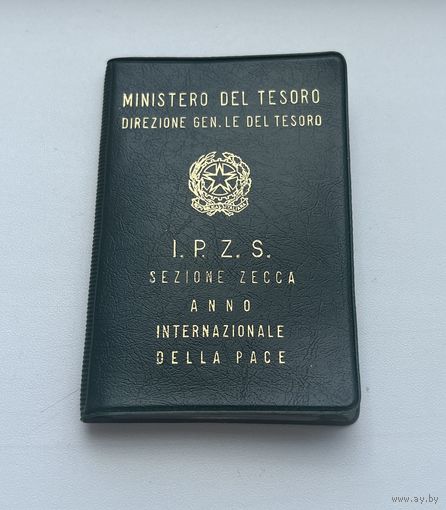 MINISTERO DEL TESORO
DIREZIONE GEN.LE DEL TESORO
I.P.Z.S.
SEZIONE ZECCA
ANNO
INTERNAZIONALE
DELLA PACE
www.ay.by